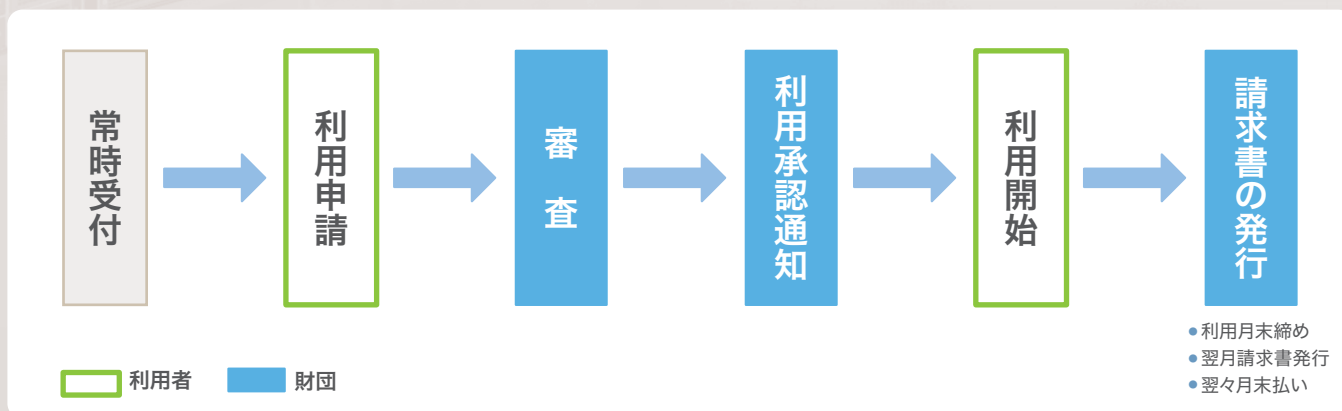 常時受付
利用申請
審査
利用承認通知
利用開始
請求書の発行
•利用月末締め
•翌月請求書発行
•翌々月末払い
利用者
財団